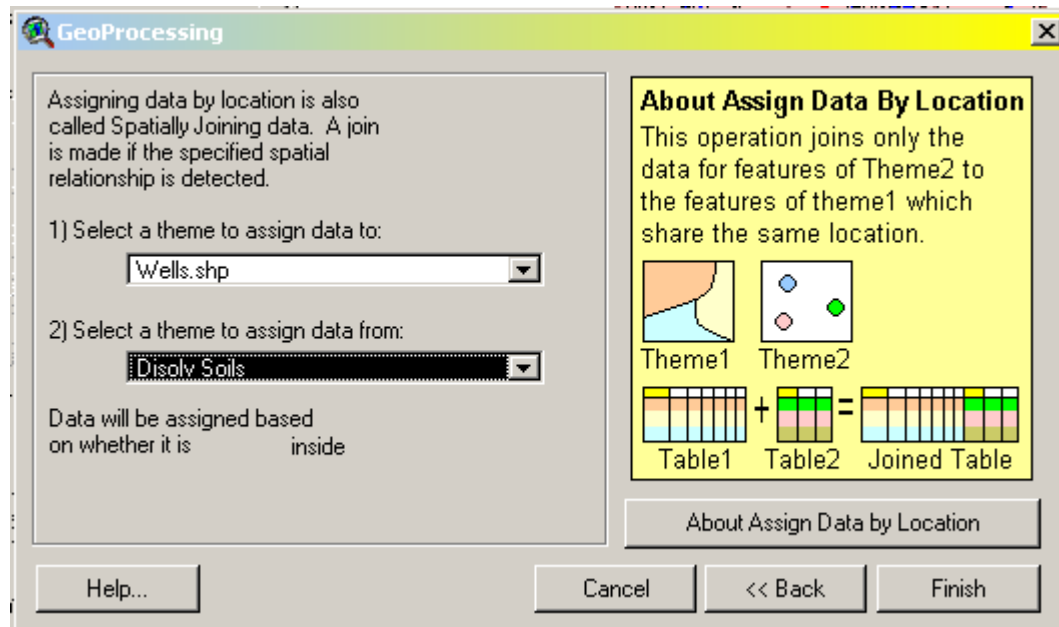 GeoProcessing
Assigning data by location is also
called Spatially Joining data. A join
is made if the specified spatial
relationship is detected.
1) Select a theme to assign data to:
Wells.shp
2) Select a theme to assign data from:
Disolv Soils
Data will be assigned based
on whether it is inside
About Assign Data By Location
This operation joins only the
data for features of Theme2 to
the features of theme1 which
share the same location.
Theme1 Theme2
+ =
Table1 Table2 Joined Table
About Assign Data by Location
Help... Cancel << Back Finish